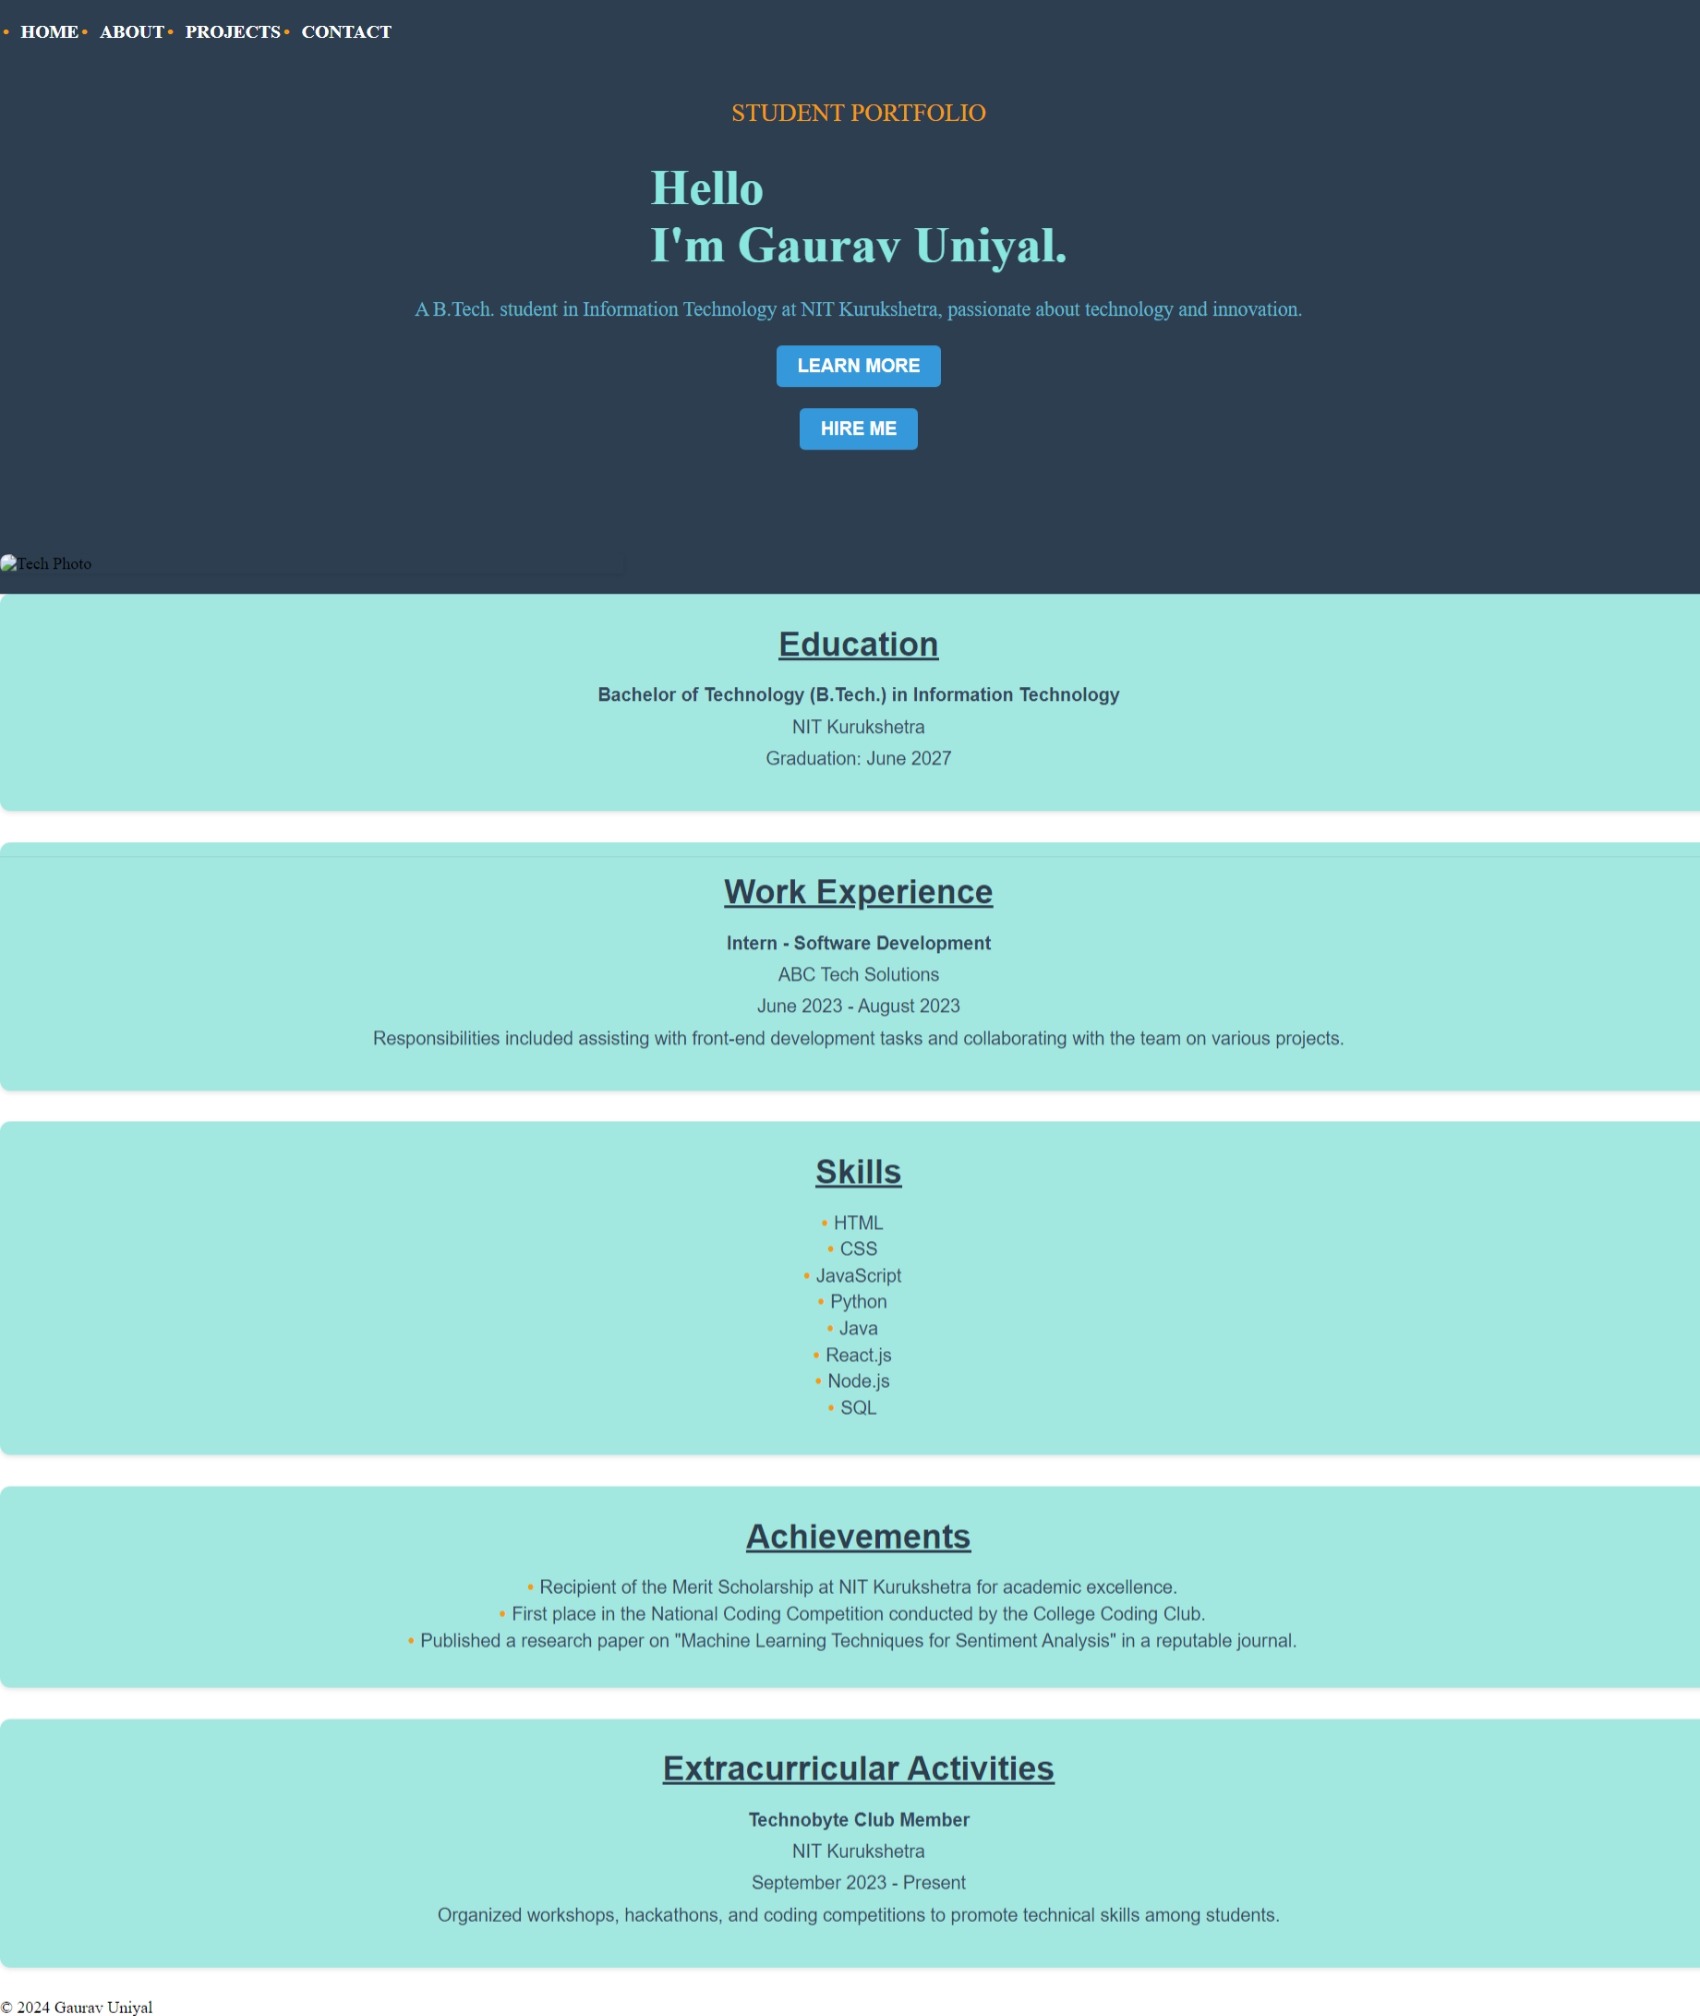 • HOME • ABOUT • PROJECTS • CONTACT
STUDENT PORTFOLIO
Hello
I'm Gaurav Uniyal.
A B.Tech. student in Information Technology at NIT Kurukshetra, passionate about technology and innovation.
LEARN MORE
HIRE ME
Tech Photo
Education
Bachelor of Technology (B.Tech.) in Information Technology
NIT Kurukshetra
Graduation: June 2027
Work Experience
Intern - Software Development
ABC Tech Solutions
June 2023 - August 2023
Responsibilities included assisting with front-end development tasks and collaborating with the team on various projects.
Skills
• HTML
• CSS
• JavaScript
• Python
• Java
• React.js
• Node.js
• SQL
Achievements
• Recipient of the Merit Scholarship at NIT Kurukshetra for academic excellence.
• First place in the National Coding Competition conducted by the College Coding Club.
• Published a research paper on "Machine Learning Techniques for Sentiment Analysis" in a reputable journal.
Extracurricular Activities
Technobyte Club Member
NIT Kurukshetra
September 2023 - Present
Organized workshops, hackathons, and coding competitions to promote technical skills among students.
© 2024 Gaurav Uniyal